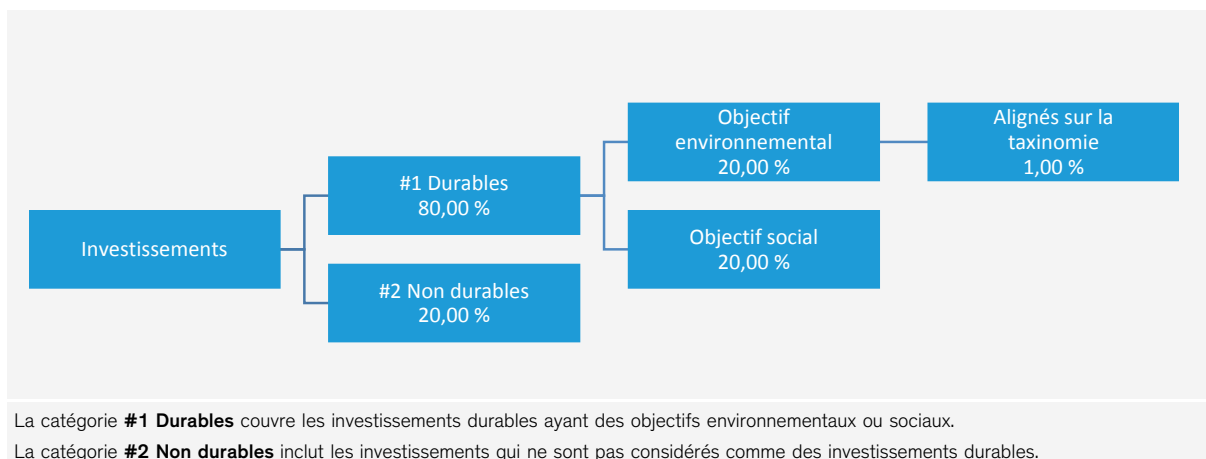 Objectif
environnemental
20,00 %
Alignés sur la
taxinomie
1,00 %
#1 Durables
80,00 %
Investissements
Objectif social
20,00 %
#2 Non durables
20,00 %
La catégorie #1 Durables couvre les investissements durables ayant des objectifs environnementaux ou sociaux.
La catégorie #2 Non durables inclut les investissements qui ne sont pas considérés comme des investissements durables.